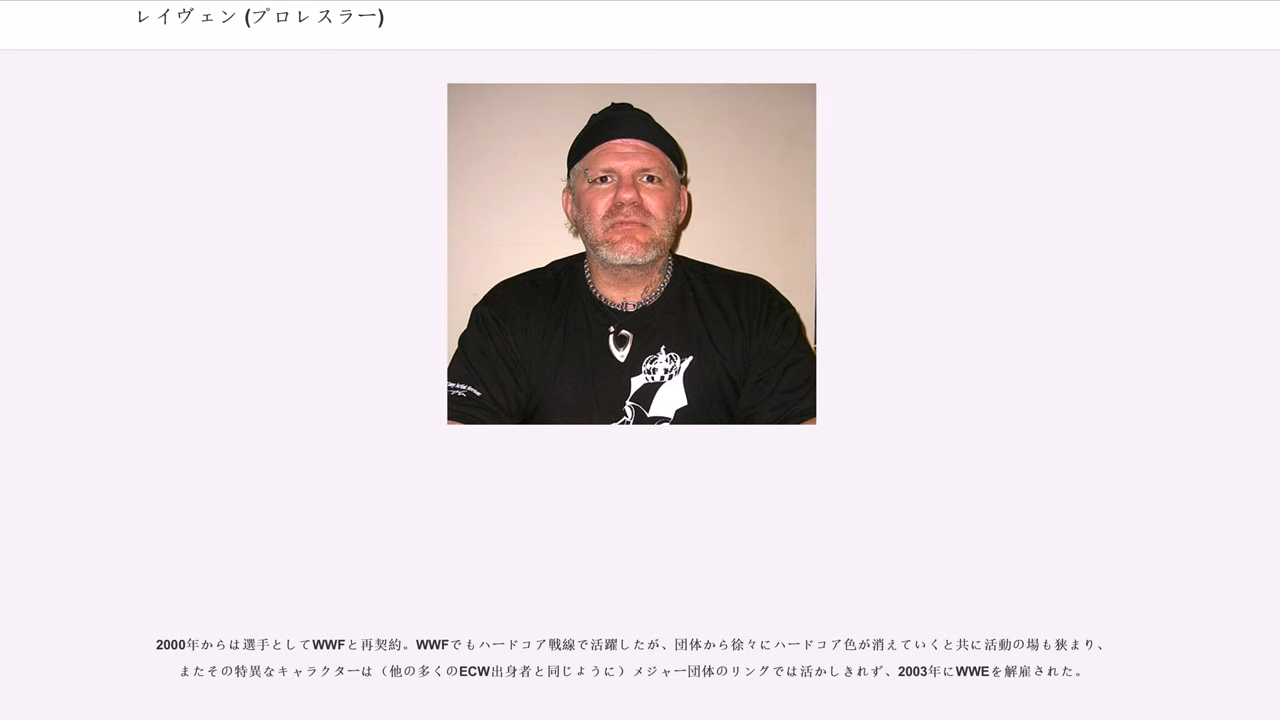 レイヴェン (プロレスラー)
2000年からは選手としてWWFと再契約。WWFでもハードコア戦線で活躍したが、団体から徐々にハードコア色が消えていくと共に活動の場も狭まり、
またその特異なキャラクターは（他の多くのECW出身者と同じように）メジャー団体のリングでは活かしきれず、2003年にWWEを解雇された。